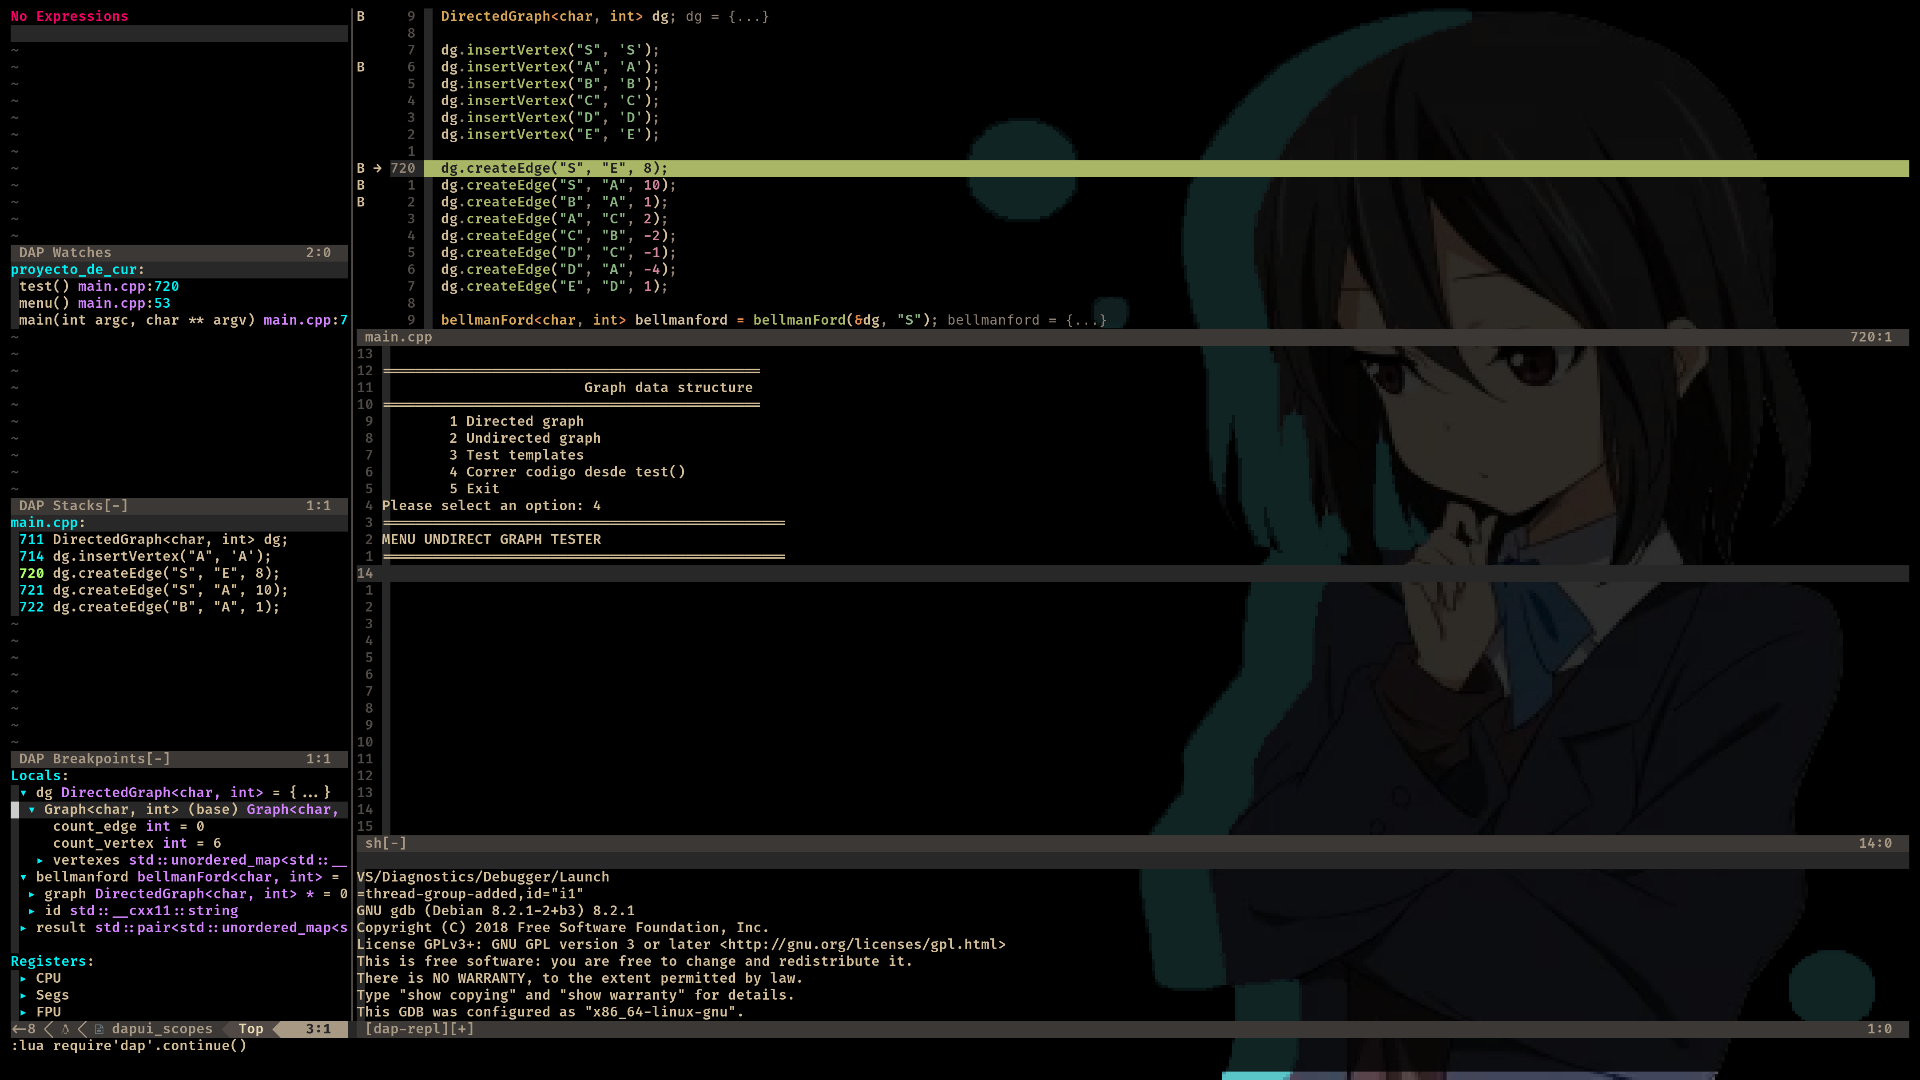 No Expressions
~
~
~
~
~
~
~
~
~
~
~
~
DAP Watches 2:0
proyecto_de_cur:
test() main.cpp:720
menu() main.cpp:53
main(int argc, char ** argv) main.cpp:7
~
~
~
~
~
~
~
~
~
~
DAP Stacks[-] 1:1
main.cpp:
711 DirectedGraph<char, int> dg;
714 dg.insertVertex("A", 'A');
720 dg.createEdge("S", "E", 8);
721 dg.createEdge("S", "A", 10);
722 dg.createEdge("B", "A", 1);
~
~
~
~
~
~
~
~
DAP Breakpoints[-] 1:1
Locals:
▾ dg DirectedGraph<char, int> = {...}
▾ Graph<char, int> (base) Graph<char,
count_edge int = 0
count_vertex int = 6
▸ vertexes std::unordered_map<std::__
▾ bellmanford bellmanFord<char, int> =
▸ graph DirectedGraph<char, int> * = 0
▸ id std::__cxx11::string
▸ result std::pair<std::unordered_map<s
Registers:
▸ CPU
▸ Segs
▸ FPU
←8 dapui_scopes Top 3:1
B 9 DirectedGraph<char, int> dg; dg = {...}
8
7 dg.insertVertex("S", 'S');
B 6 dg.insertVertex("A", 'A');
5 dg.insertVertex("B", 'B');
4 dg.insertVertex("C", 'C');
3 dg.insertVertex("D", 'D');
2 dg.insertVertex("E", 'E');
1
B → 720 dg.createEdge("S", "E", 8);
B 1 dg.createEdge("S", "A", 10);
B 2 dg.createEdge("B", "A", 1);
3 dg.createEdge("A", "C", 2);
4 dg.createEdge("C", "B", -2);
5 dg.createEdge("D", "C", -1);
6 dg.createEdge("D", "A", -4);
7 dg.createEdge("E", "D", 1);
8
9 bellmanFord<char, int> bellmanford = bellmanFord(&dg, "S"); bellmanford = {...}
main.cpp 720:1
13
12
11 Graph data structure
10
9 1 Directed graph
8 2 Undirected graph
7 3 Test templates
6 4 Correr codigo desde test()
5 5 Exit
4 Please select an option: 4
3
2 MENU UNDIRECT GRAPH TESTER
1
14
1
2
3
4
5
6
7
8
9
10
11
12
13
14
15
sh[-] 14:0
VS/Diagnostics/Debugger/Launch
=thread-group-added,id="i1"
GNU gdb (Debian 8.2.1-2+b3) 8.2.1
Copyright (C) 2018 Free Software Foundation, Inc.
License GPLv3+: GNU GPL version 3 or later <http://gnu.org/licenses/gpl.html>
This is free software: you are free to change and redistribute it.
There is NO WARRANTY, to the extent permitted by law.
Type "show copying" and "show warranty" for details.
This GDB was configured as "x86_64-linux-gnu".
[dap-repl][+] 1:0
:lua require'dap'.continue()